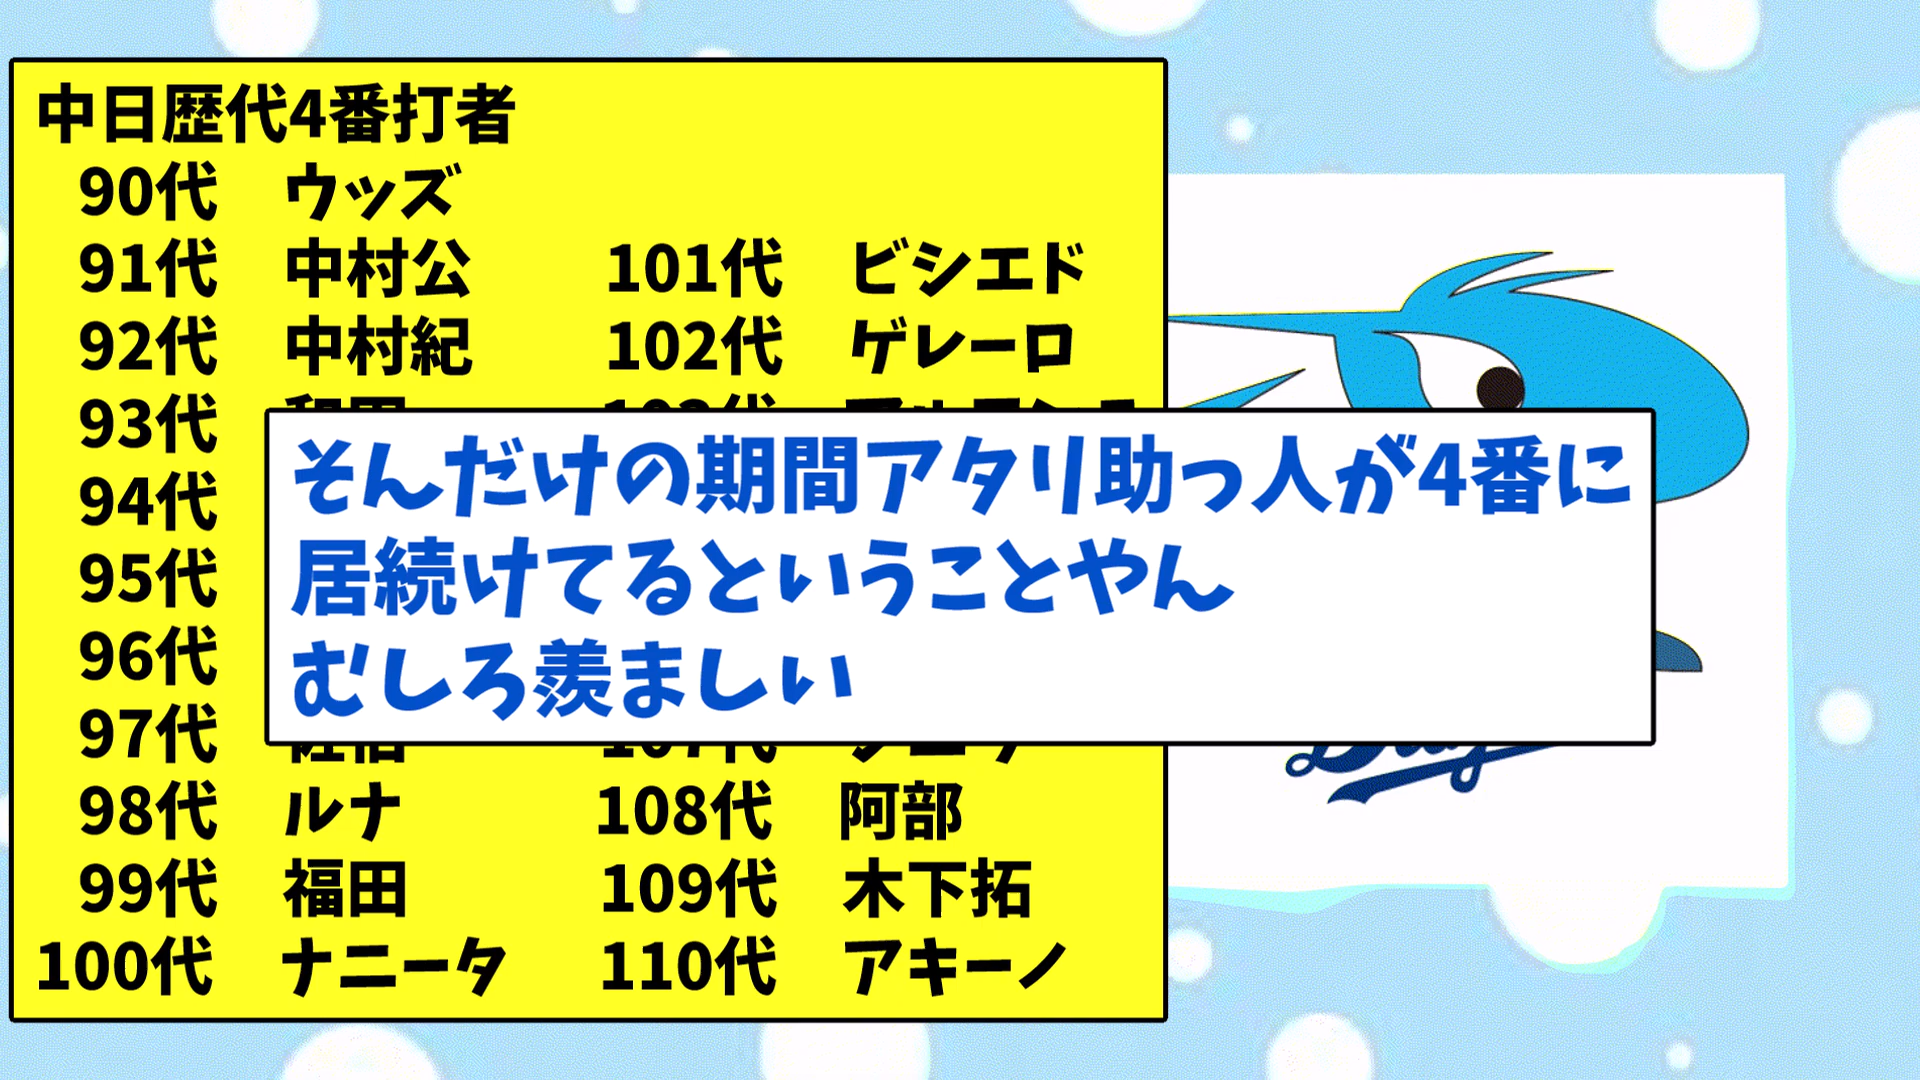 中日歴代4番打者
90代 ウッズ
91代 中村公 101代 ビシエド
92代 中村紀 102代 ゲレーロ
93代
94代
95代
96代
97代
98代 ルナ 108代 阿部
99代 福田 109代 木下拓
100代 ナニータ 110代 アキーノ
そんだけの期間アタリ助っ人が4番に
居続けてるということやん
むしろ羨ましい